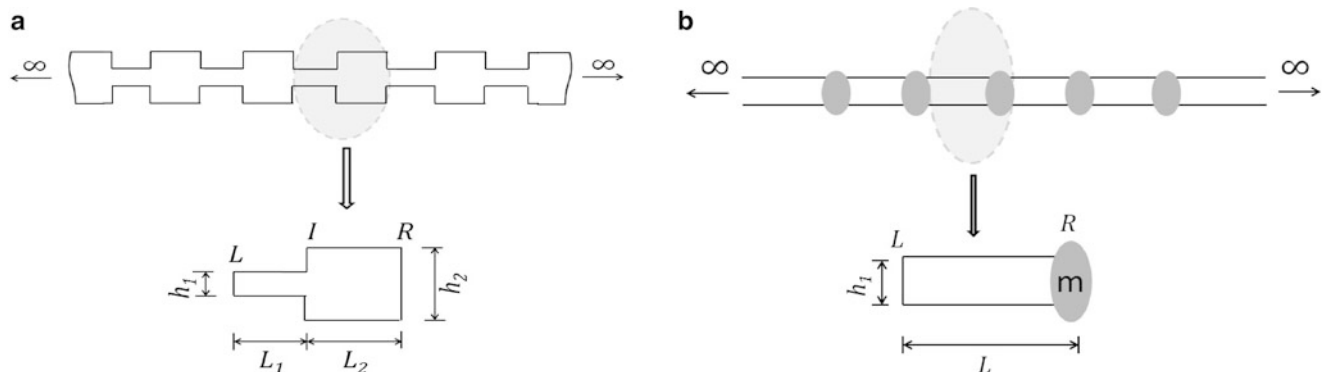 a
∞ ∞
I R
L
h₁ h₂
L₁ L₂
b
∞ ∞
R
L
h₁ m
L